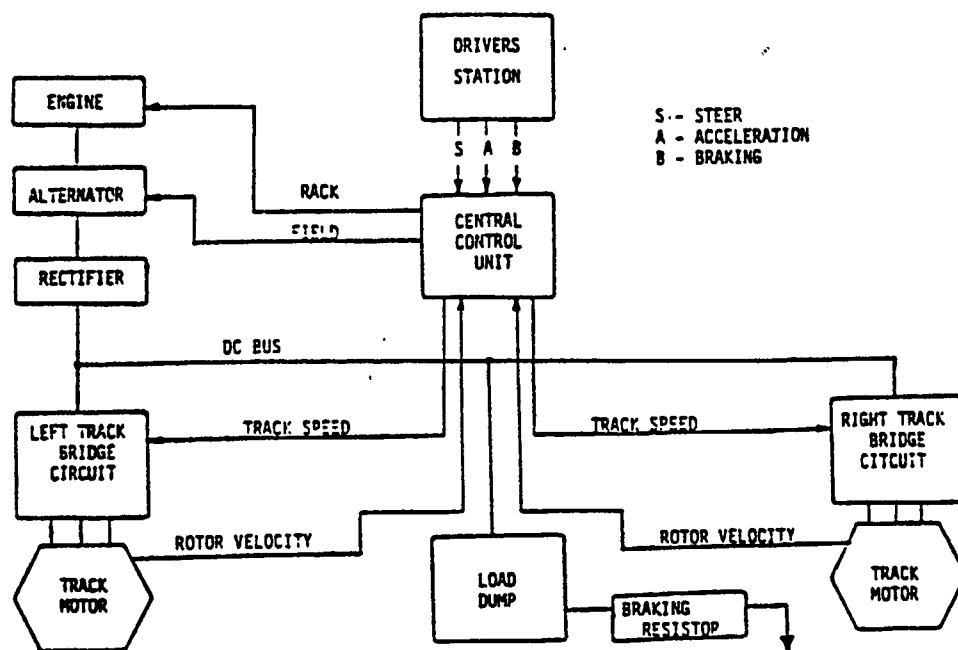 DRIVERS
STATION
ENGINE
S - STEER
A - ACCELERATION
B - BRAKING
S A B
RACK
ALTERNATOR
FIELD
CENTRAL
CONTROL
UNIT
RECTIFIER
DC BUS
LEFT TRACK
BRIDGE
CIRCUIT
TRACK SPEED
TRACK SPEED
RIGHT TRACK
BRIDGE
CITCUIT
ROTOR VELOCITY
ROTOR VELOCITY
TRACK
MOTOR
LOAD
DUMP
BRAKING
RESISTOP
TRACK
MOTOR